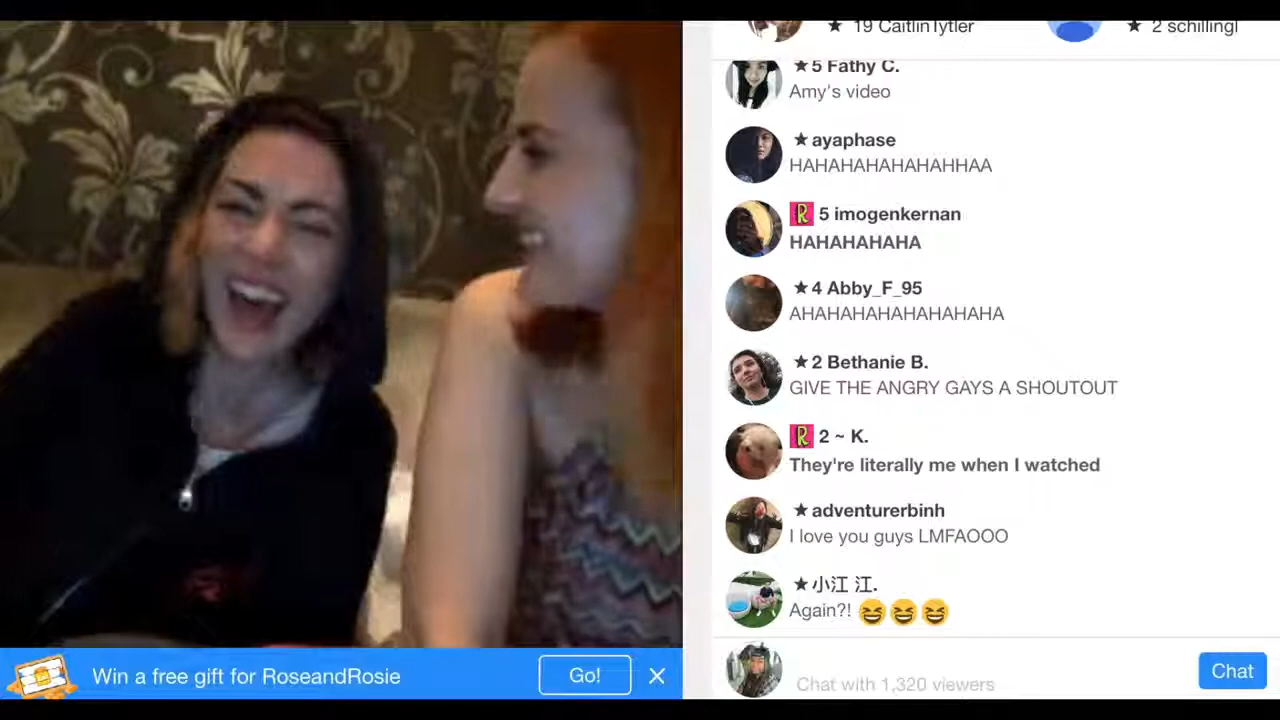 ★ 19 CaitlinTytler
★ 2 schillingl
★5 Fathy C.
Amy's video
★ ayaphase
HAHAHAHAHAHAHHAA
R 5 imogenkernan
HAHAHAHAHA
★4 Abby_F_95
AHAHAHAHAHAHAHAHA
★2 Bethanie B.
GIVE THE ANGRY GAYS A SHOUTOUT
R 2 ~ K.
They're literally me when I watched
★ adventurerbinh
I love you guys LMFAOOO
★小江 江.
Again?! 😆😆😆
Win a free gift for RoseandRosie
Go!
Chat with 1,320 viewers
Chat